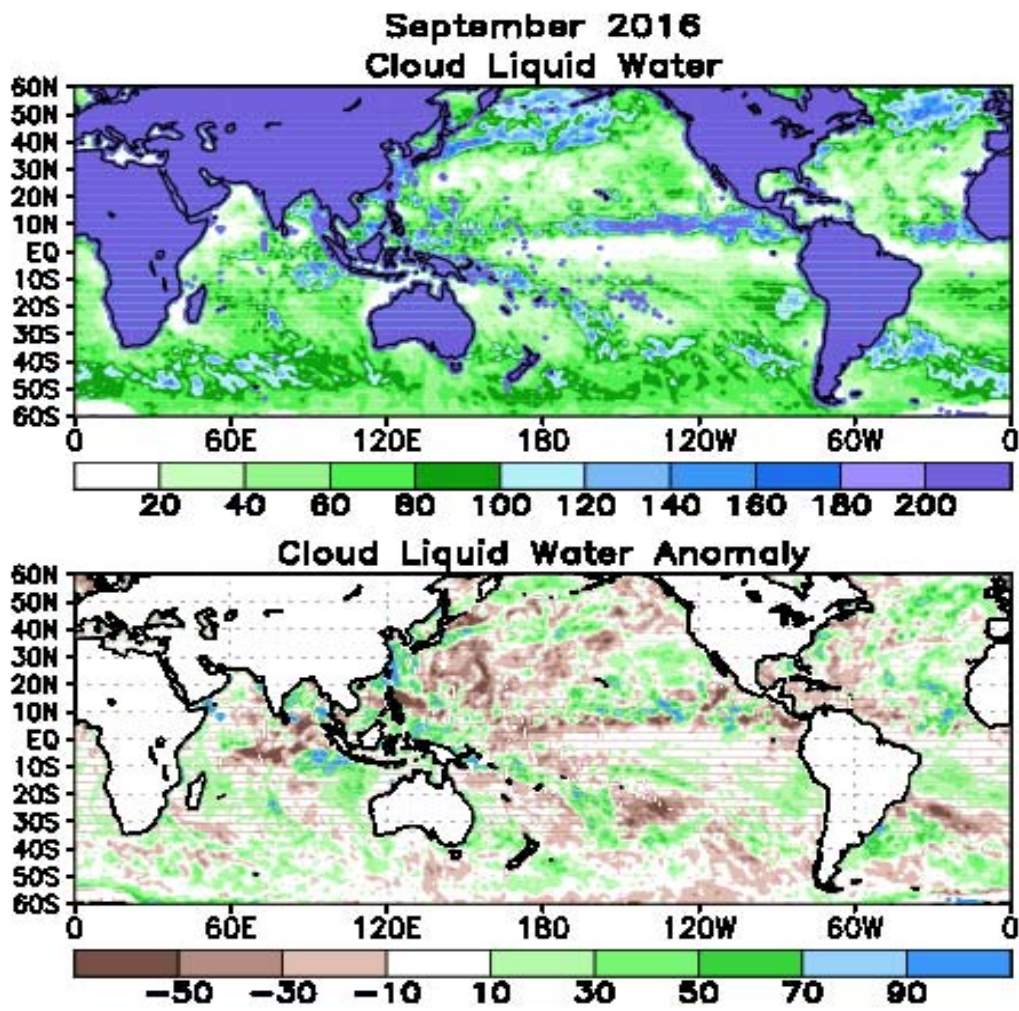 September 2016
Cloud Liquid Water
60N
50N
40N
30N
20N
10N
EQ
10S
20S
30S
40S
50S
60S
0 60E 120E 180 120W 60W 0
20 40 60 80 100 120 140 160 180 200
Cloud Liquid Water Anomaly
60N
50N
40N
30N
20N
10N
EQ
10S
20S
30S
40S
50S
60S
0 60E 120E 180 120W 60W 0
-50 -30 -10 10 30 50 70 90